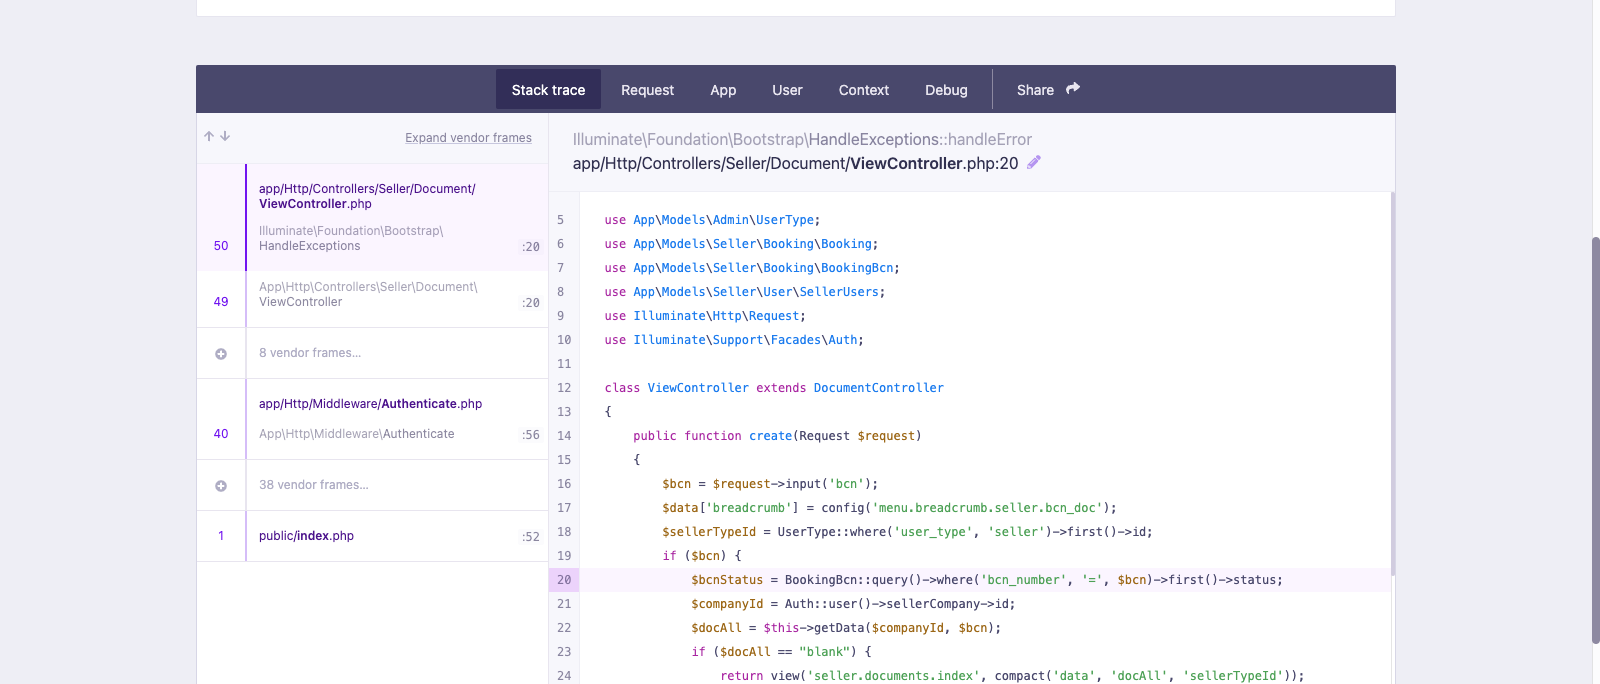 Stack trace Request App User Context Debug Share
Expand vendor frames
app/Http/Controllers/Seller/Document/
ViewController.php
Illuminate\Foundation\Bootstrap\
50 HandleExceptions :20
App\Http\Controllers\Seller\Document\
49 ViewController :20
8 vendor frames…
app/Http/Middleware/Authenticate.php
40 App\Http\Middleware\Authenticate :56
38 vendor frames…
1 public/index.php :52
Illuminate\Foundation\Bootstrap\HandleExceptions::handleError
app/Http/Controllers/Seller/Document/ViewController.php:20
5 use App\Models\Admin\UserType;
6 use App\Models\Seller\Booking\Booking;
7 use App\Models\Seller\Booking\BookingBcn;
8 use App\Models\Seller\User\SellerUsers;
9 use Illuminate\Http\Request;
10 use Illuminate\Support\Facades\Auth;
11
12 class ViewController extends DocumentController
13 {
14 public function create(Request $request)
15 {
16 $bcn = $request->input('bcn');
17 $data['breadcrumb'] = config('menu.breadcrumb.seller.bcn_doc');
18 $sellerTypeId = UserType::where('user_type', 'seller')->first()->id;
19 if ($bcn) {
20 $bcnStatus = BookingBcn::query()->where('bcn_number', '=', $bcn)->first()->status;
21 $companyId = Auth::user()->sellerCompany->id;
22 $docAll = $this->getData($companyId, $bcn);
23 if ($docAll == "blank") {
24 return view('seller.documents.index', compact('data', 'docAll', 'sellerTypeId'));